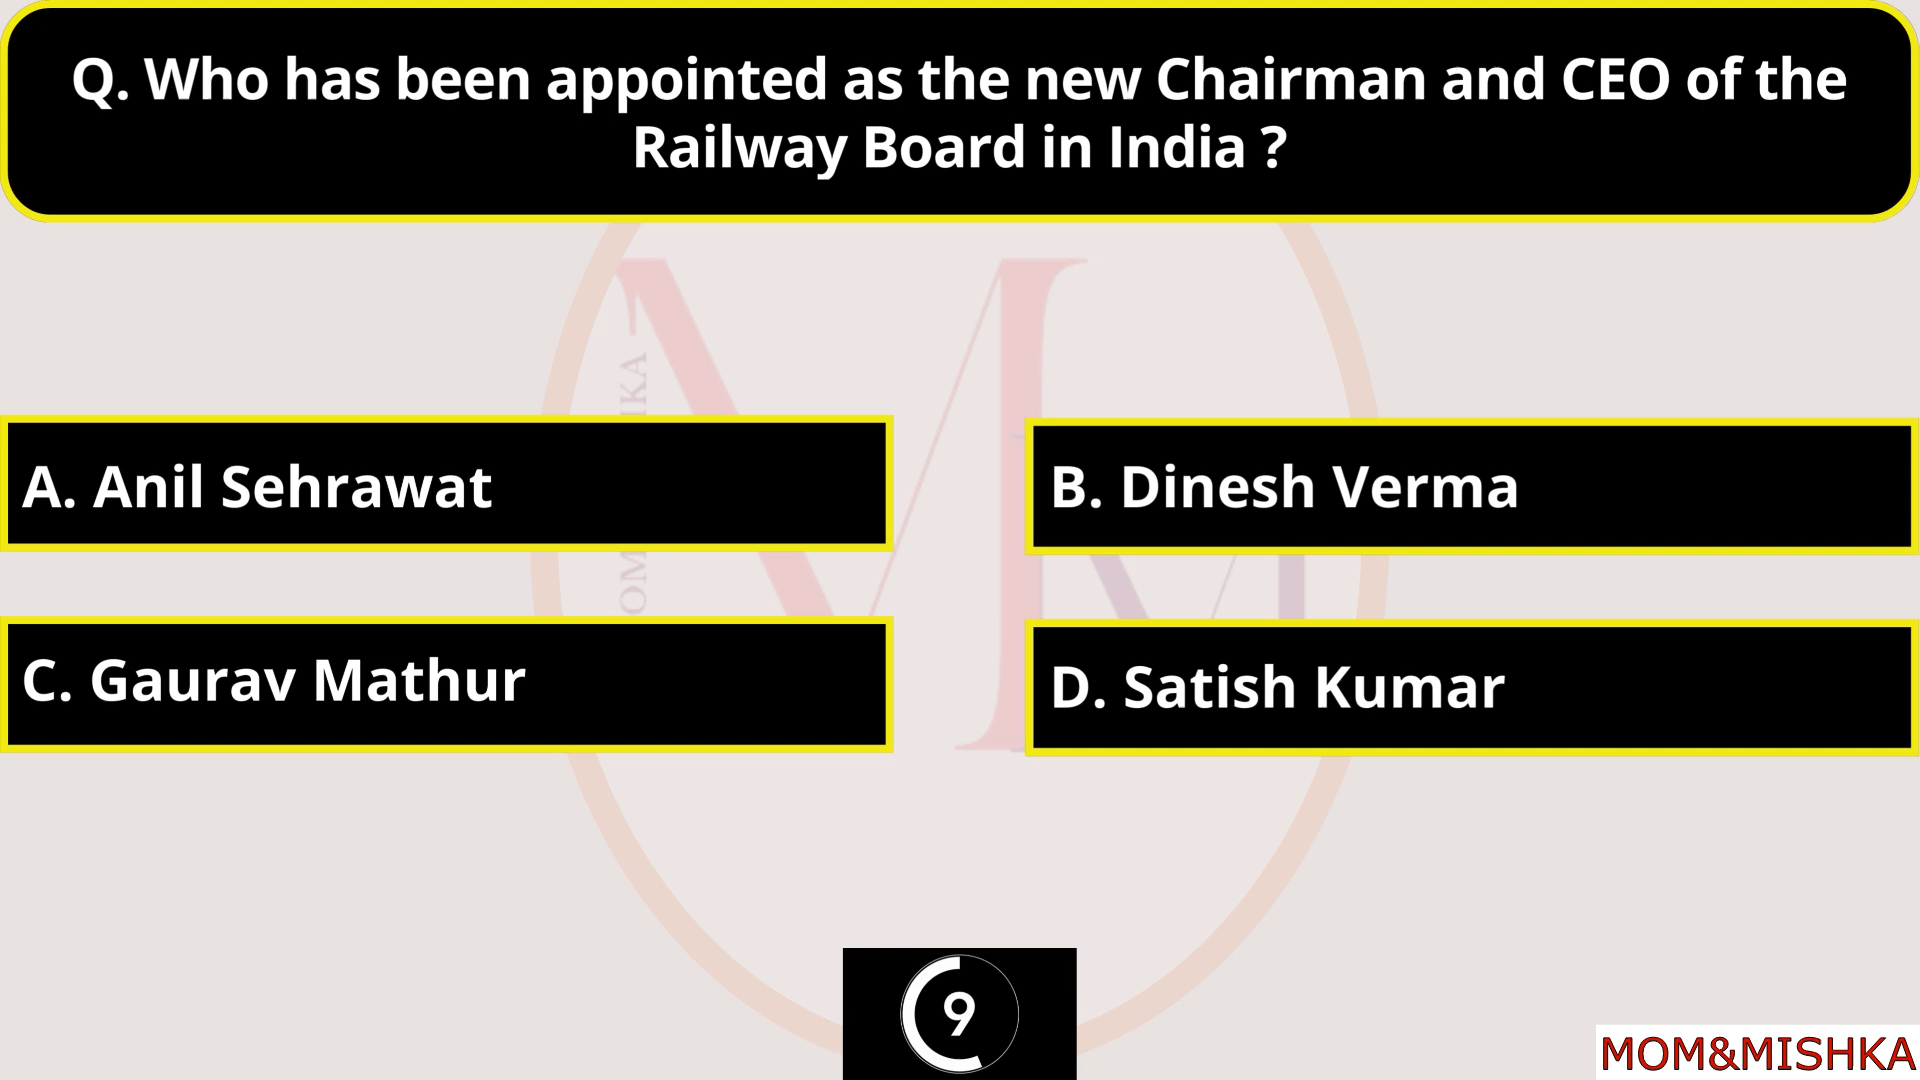 Q. Who has been appointed as the new Chairman and CEO of the
Railway Board in India ?
A. Anil Sehrawat
B. Dinesh Verma
C. Gaurav Mathur
D. Satish Kumar
9
MOM&MISHKA